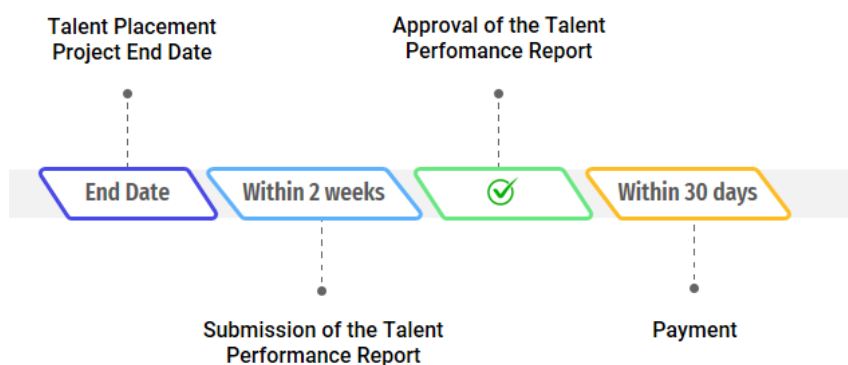 Talent Placement
Project End Date
Approval of the Talent
Perfomance Report
End Date
Within 2 weeks
Within 30 days
Submission of the Talent
Performance Report
Payment